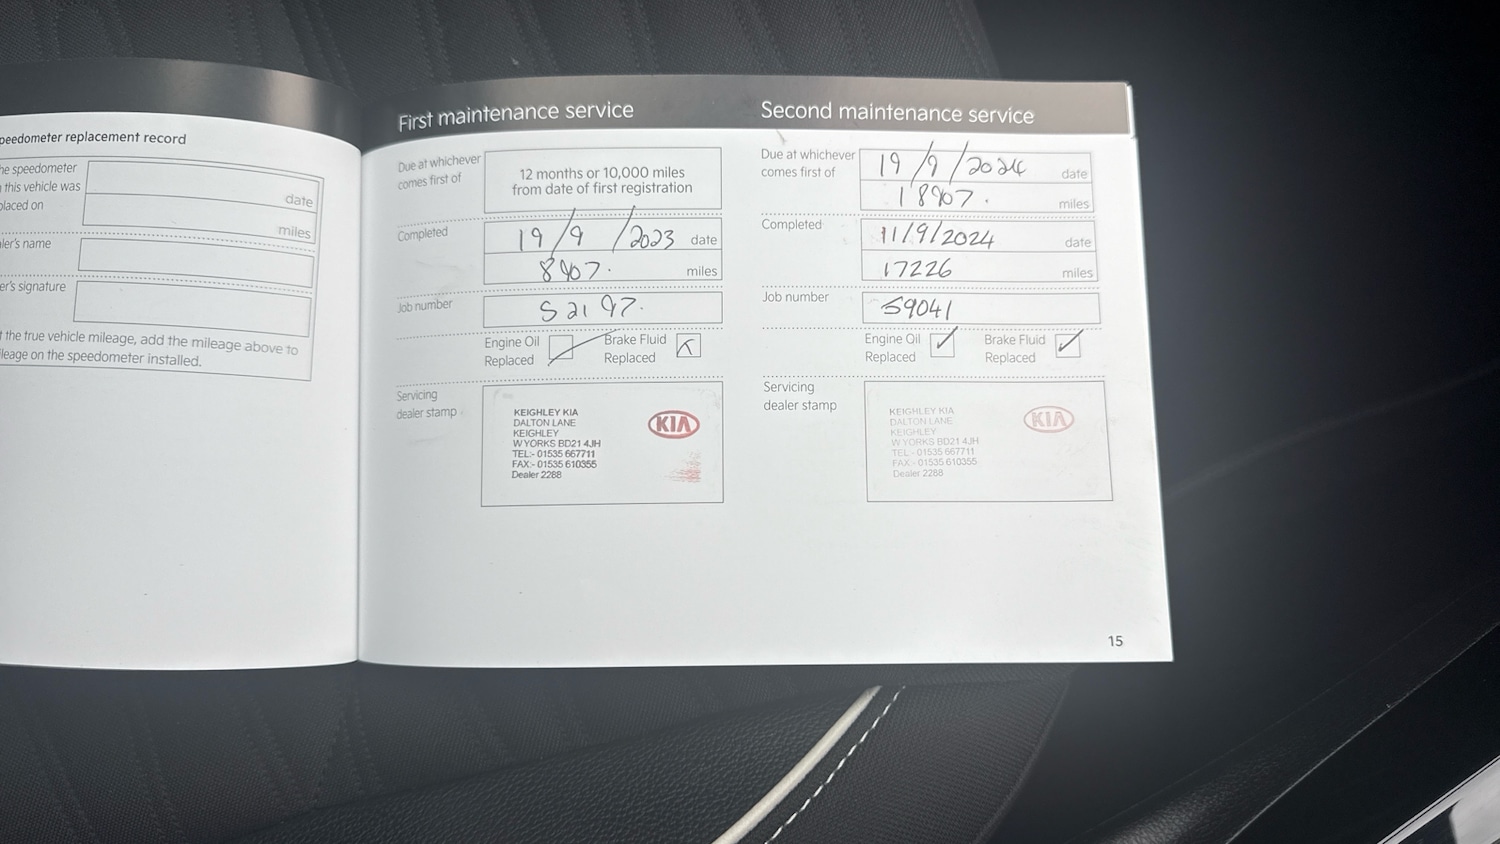 peedometer replacement record
he speedometer
this vehicle was
placed on
date
miles
ler's name
er's signature
t the true vehicle mileage, add the mileage above to
leage on the speedometer installed.
First maintenance service
Due at whichever
comes first of
12 months or 10,000 miles
from date of first registration
Completed
19/9/2023 date
8907. miles
Job number
52197.
Engine Oil
Replaced
Brake Fluid
Replaced
Servicing
dealer stamp
KEIGHLEY KIA
DALTON LANE
KEIGHLEY
W YORKS BD21 4JH
TEL:- 01535 667711
FAX:- 01535 610355
Dealer 2288
KIA
Second maintenance service
Due at whichever
comes first of
19/9/2024 date
18907. miles
Completed
11/9/2024 date
17226 miles
Job number
59041
Engine Oil
Replaced
Brake Fluid
Replaced
Servicing
dealer stamp
KEIGHLEY KIA
DALTON LANE
KEIGHLEY
W YORKS BD21 4JH
TEL:- 01535 667711
FAX:- 01535 610355
Dealer 2288
KIA
15